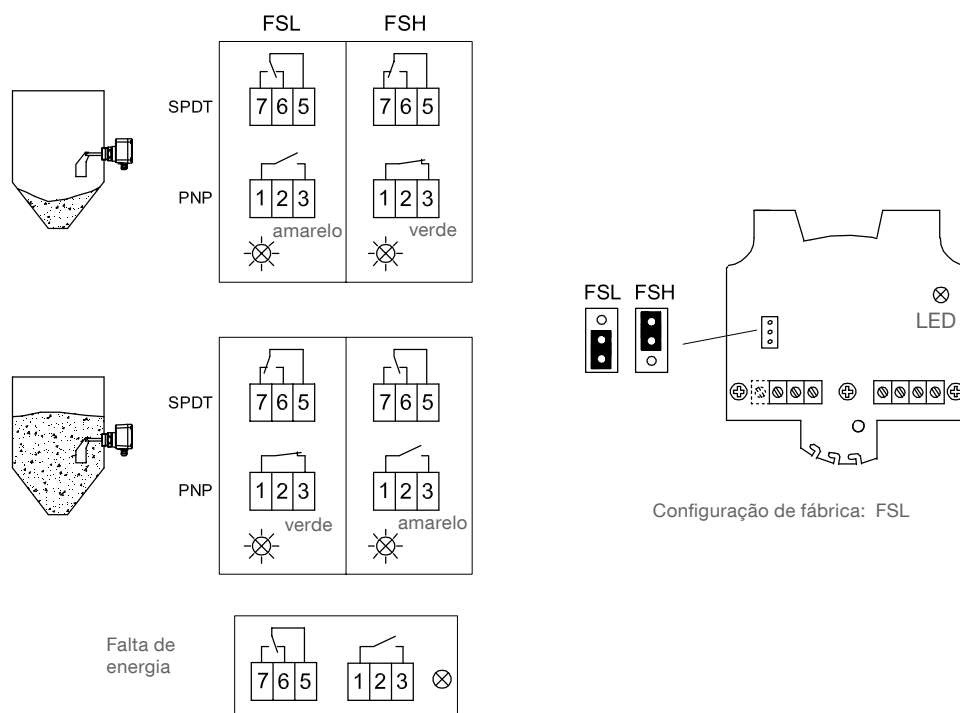 FSL FSH
SPDT
7 6 5 7 6 5
PNP
1 2 3 1 2 3
amarelo verde
SPDT
7 6 5 7 6 5
PNP
1 2 3 1 2 3
verde amarelo
Falta de
energia
7 6 5 1 2 3
FSL FSH
LED
Configuração de fábrica: FSL